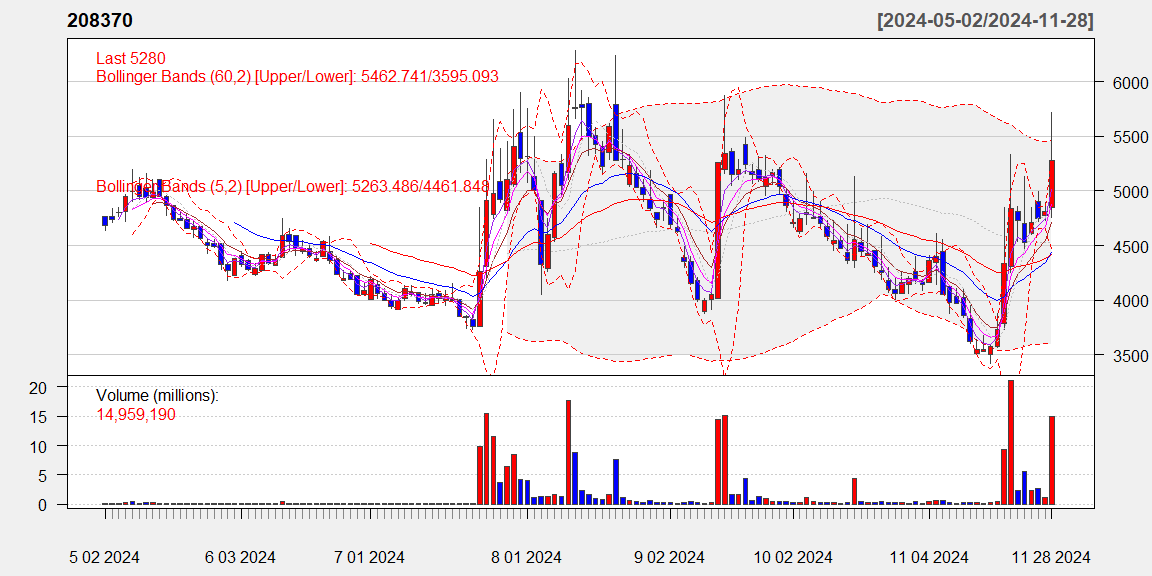 208370 [2024-05-02/2024-11-28]
Last 5280
Bollinger Bands (60,2) [Upper/Lower]: 5462.741/3595.093
6000
5500
Bollinger Bands (5,2) [Upper/Lower]: 5263.486/4461.848
5000
4500
4000
3500
Volume (millions):
14,959,190
20
15
10
5
0
5 02 2024 6 03 2024 7 01 2024 8 01 2024 9 02 2024 10 02 2024 11 04 2024 11 28 2024